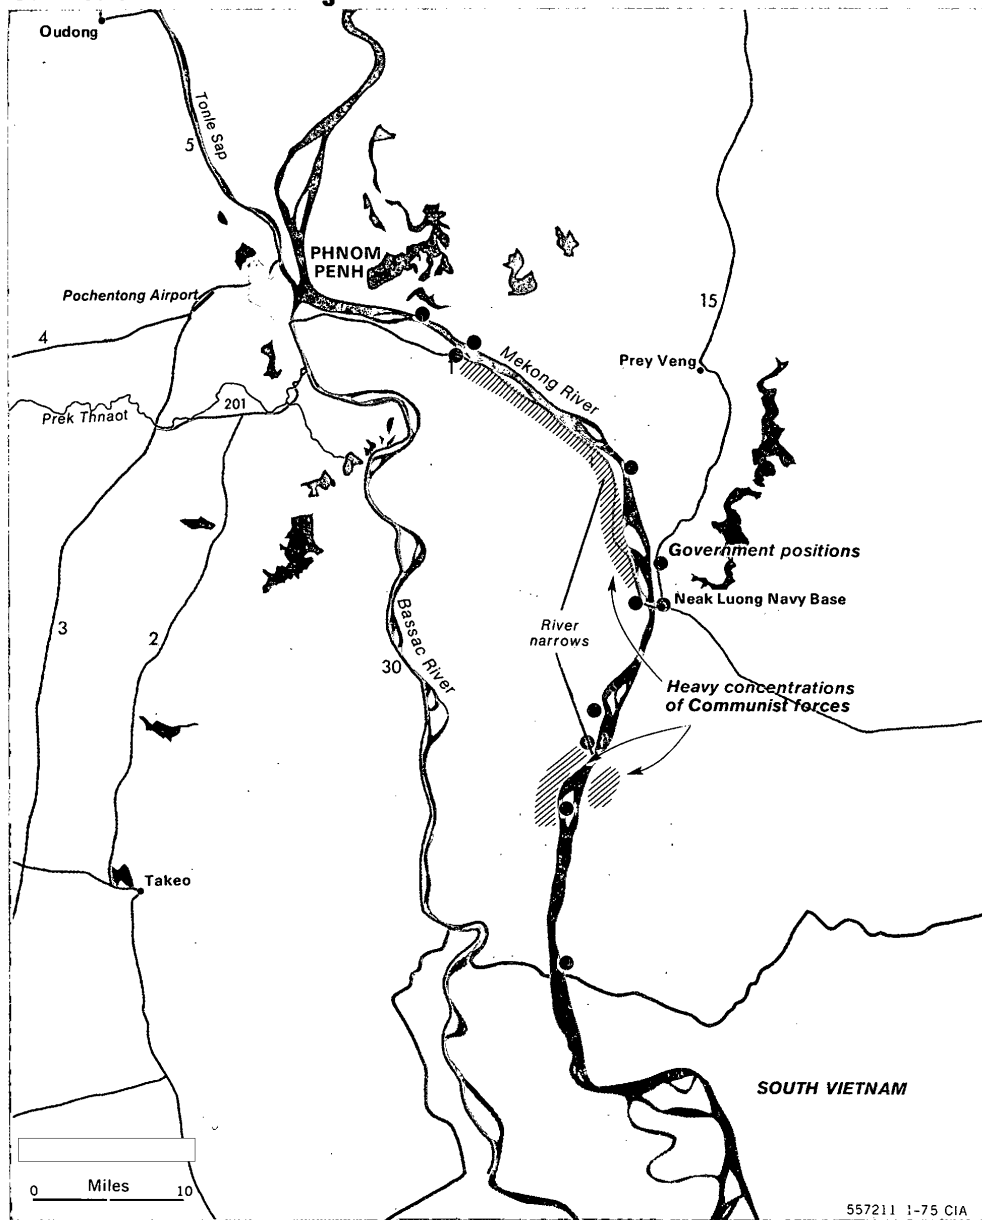 Oudong
Tonle Sap
5
PHNOM
PENH
Pochentong Airport
15
4
Mekong River
Prey Veng
201
Prek Thnaot
Government positions
Neak Luong Navy Base
3
2
River
narrows
Bassac River
30
Heavy concentrations
of Communist forces
1
Takeo
SOUTH VIETNAM
Miles
0 10
557211 1-75 CIA